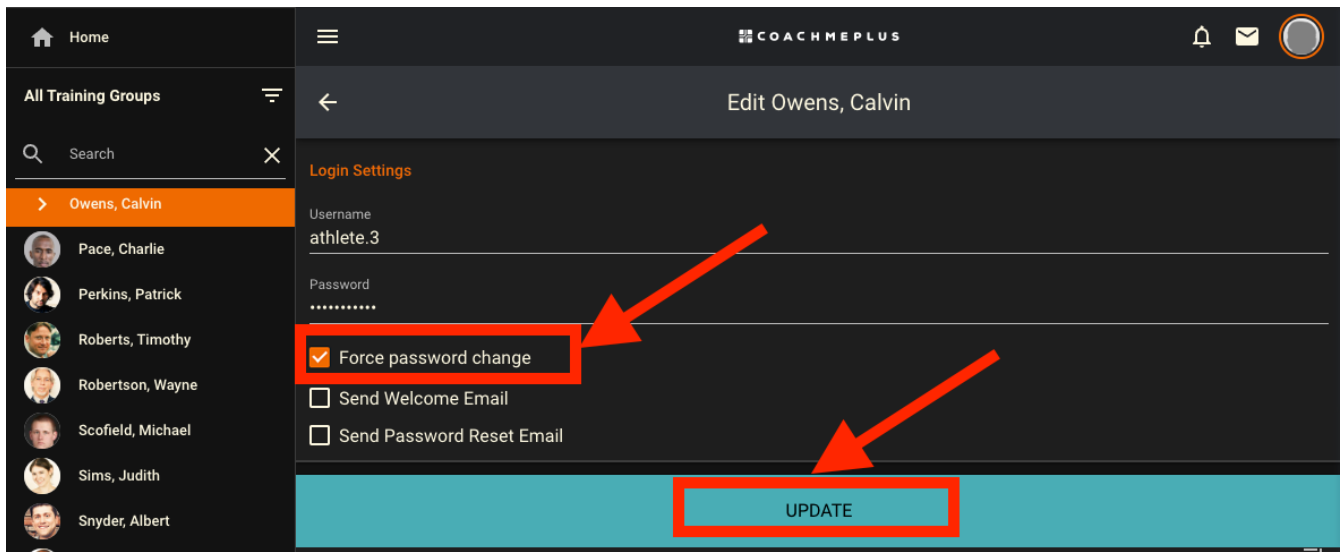 Home
COACHMEPLUS
All Training Groups
Edit Owens, Calvin
Search
Owens, Calvin
Pace, Charlie
Perkins, Patrick
Roberts, Timothy
Robertson, Wayne
Scofield, Michael
Sims, Judith
Snyder, Albert
Login Settings
Username
athlete.3
Password
•••••••••••
Force password change
Send Welcome Email
Send Password Reset Email
UPDATE